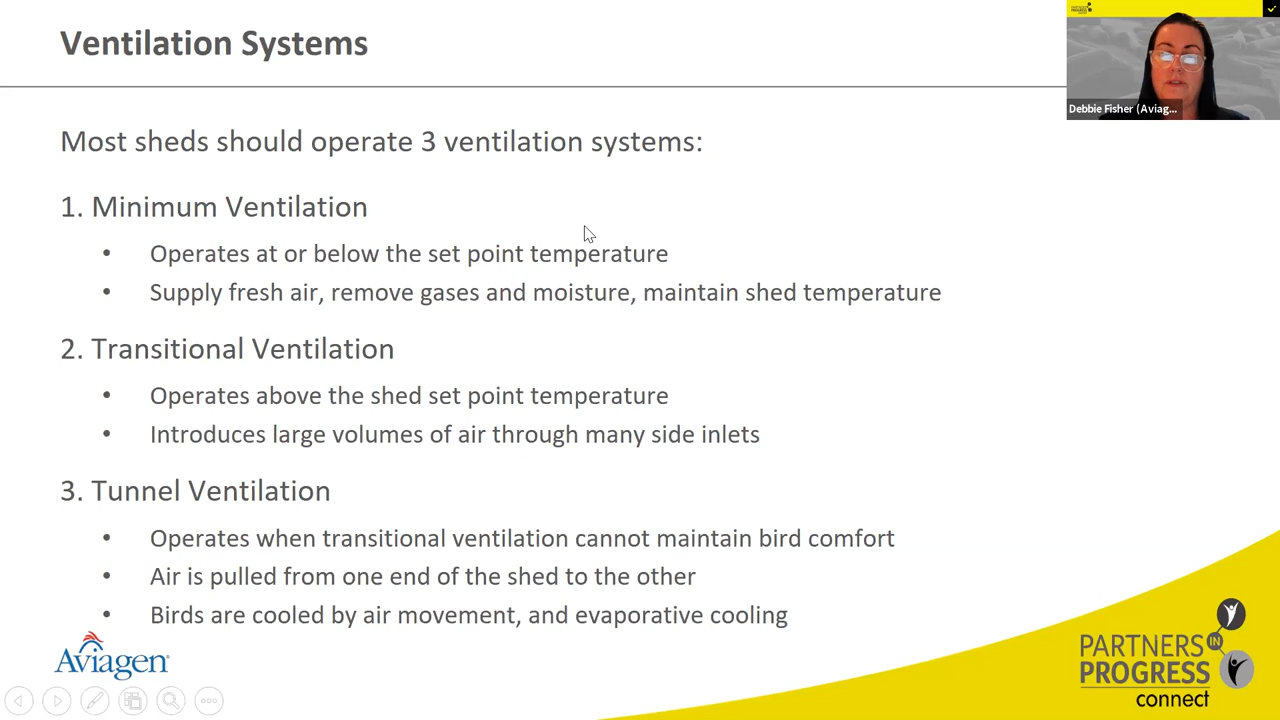 Ventilation Systems
Most sheds should operate 3 ventilation systems:
1. Minimum Ventilation
• Operates at or below the set point temperature
• Supply fresh air, remove gases and moisture, maintain shed temperature
2. Transitional Ventilation
• Operates above the shed set point temperature
• Introduces large volumes of air through many side inlets
3. Tunnel Ventilation
• Operates when transitional ventilation cannot maintain bird comfort
• Air is pulled from one end of the shed to the other
• Birds are cooled by air movement, and evaporative cooling
Aviagen
PARTNERS IN
PROGRESS
connect
PARTNERS
PROGRESS
Debbie Fisher (Aviag...